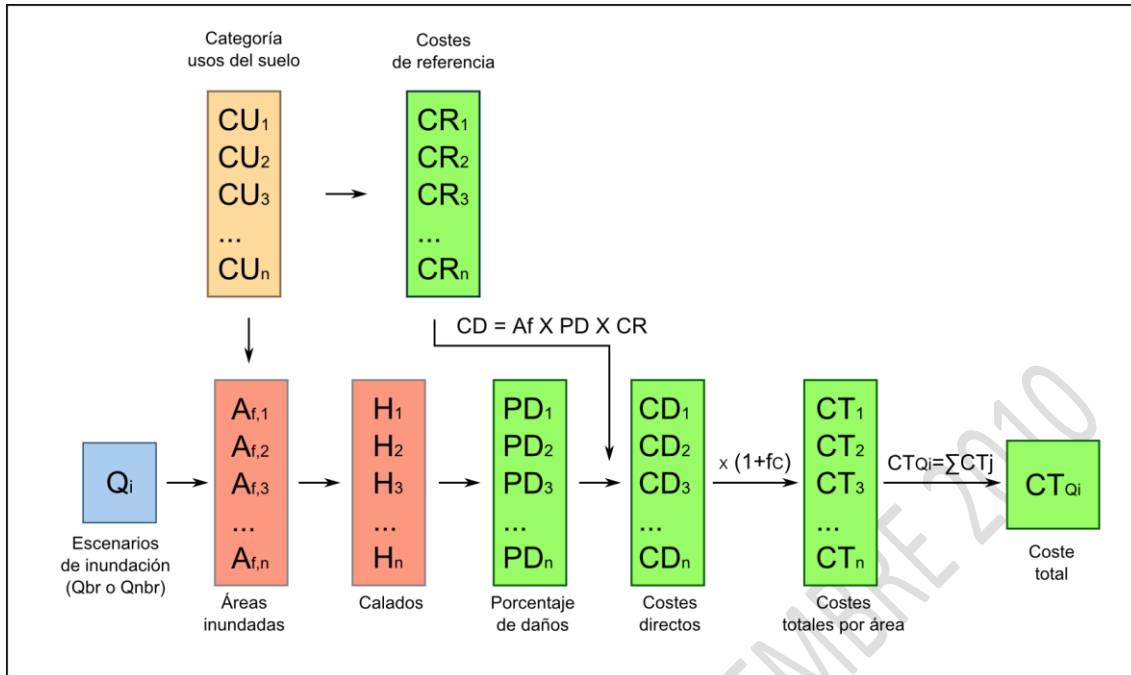 Categoría
usos del suelo
CU1
CU2
CU3
...
CUn
Costes
de referencia
CR1
CR2
CR3
...
CRn
CD = Af X PD X CR
Qi
Escenarios
de inundación
(Qbr o Qnbr)
Af,1
Af,2
Af,3
...
Af,n
Áreas
inundadas
H1
H2
H3
...
Hn
Calados
PD1
PD2
PD3
...
PDn
Porcentaje
de daños
CD1
CD2
CD3
...
CDn
Costes
directos
x (1+fc)
CT1
CT2
CT3
...
CTn
Costes
totales por área
CTQi=∑CTj
CTQi
Coste
total
EMBRE 2010